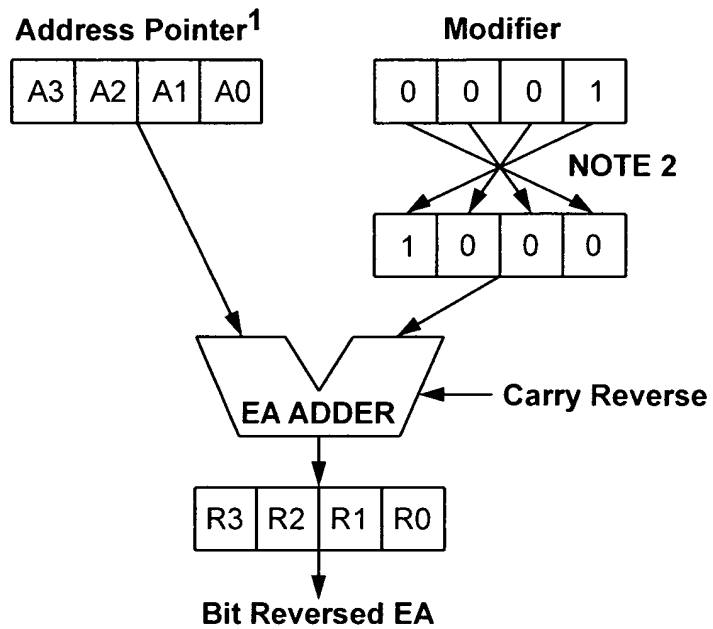 Address Pointer1
Modifier
A3 A2 A1 A0
0 0 0 1
NOTE 2
1 0 0 0
EA ADDER
Carry Reverse
R3 R2 R1 R0
Bit Reversed EA